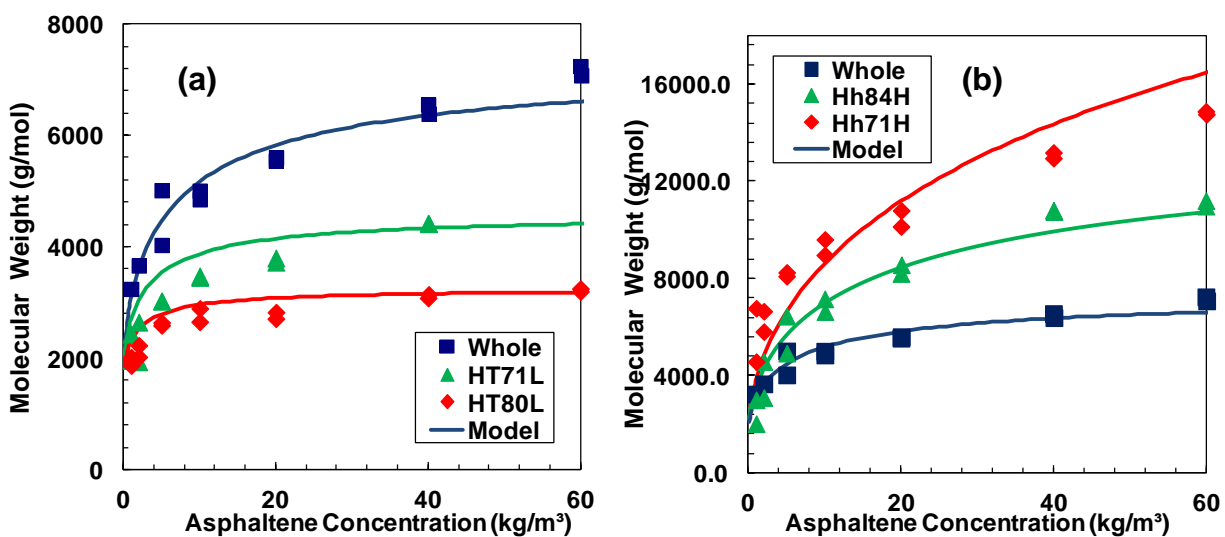 8000
6000
4000
2000
0
Molecular Weight (g/mol)
(a)
Whole
HT71L
HT80L
Model
0 20 40 60
Asphaltene Concentration (kg/m³)
16000.0
12000.0
8000.0
4000.0
0.0
Molecular Weight (g/mol)
Whole
Hh84H
Hh71H
Model
(b)
0 20 40 60
Asphaltene Concentration (kg/m³)